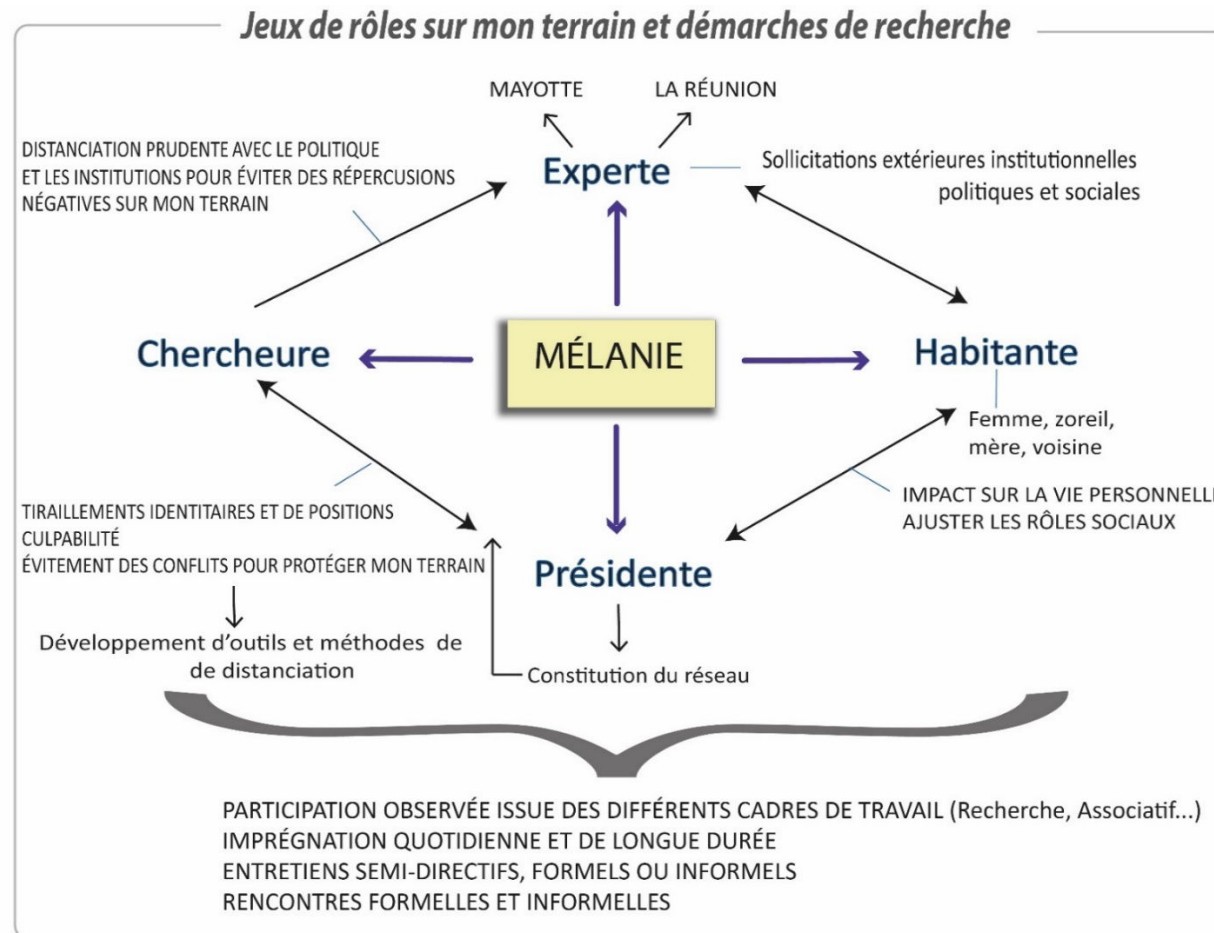 Jeux de rôles sur mon terrain et démarches de recherche
MAYOTTE
LA RÉUNION
DISTANCIATION PRUDENTE AVEC LE POLITIQUE
ET LES INSTITUTIONS POUR ÉVITER DES RÉPERCUSIONS
NÉGATIVES SUR MON TERRAIN
Experte
Sollicitations extérieures institutionnelles
politiques et sociales
Chercheure
MÉLANIE
Habitante
Femme, zoreil,
mère, voisine
TIRAILLEMENTS IDENTITAIRES ET DE POSITIONS
CULPABILITÉ
ÉVITEMENT DES CONFLITS POUR PROTÉGER MON TERRAIN
IMPACT SUR LA VIE PERSONNELLE
AJUSTER LES RÔLES SOCIAUX
Présidente
Développement d'outils et méthodes de
de distanciation
Constitution du réseau
PARTICIPATION OBSERVÉE ISSUE DES DIFFÉRENTS CADRES DE TRAVAIL (Recherche, Associatif...)
IMPRÉGNATION QUOTIDIENNE ET DE LONGUE DURÉE
ENTRETIENS SEMI-DIRECTIFS, FORMELS OU INFORMELS
RENCONTRES FORMELLES ET INFORMELLES